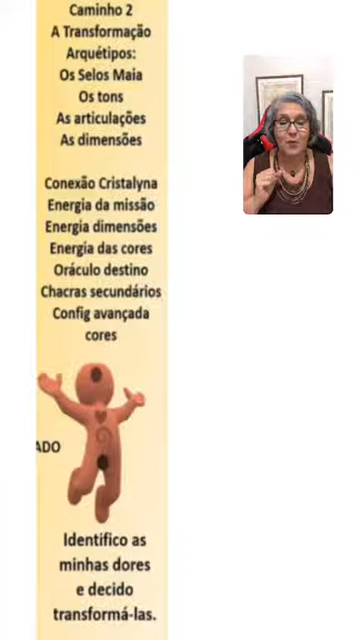 Caminho 2
A Transformação
Arquétipos:
Os Selos Maia
Os tons
As articulações
As dimensões
Conexão Cristalyna
Energia da missão
Energia dimensões
Energia das cores
Oráculo destino
Chacras secundários
Config avançada
cores
ADO
Identifico as
minhas dores
e decido
transformá-las.